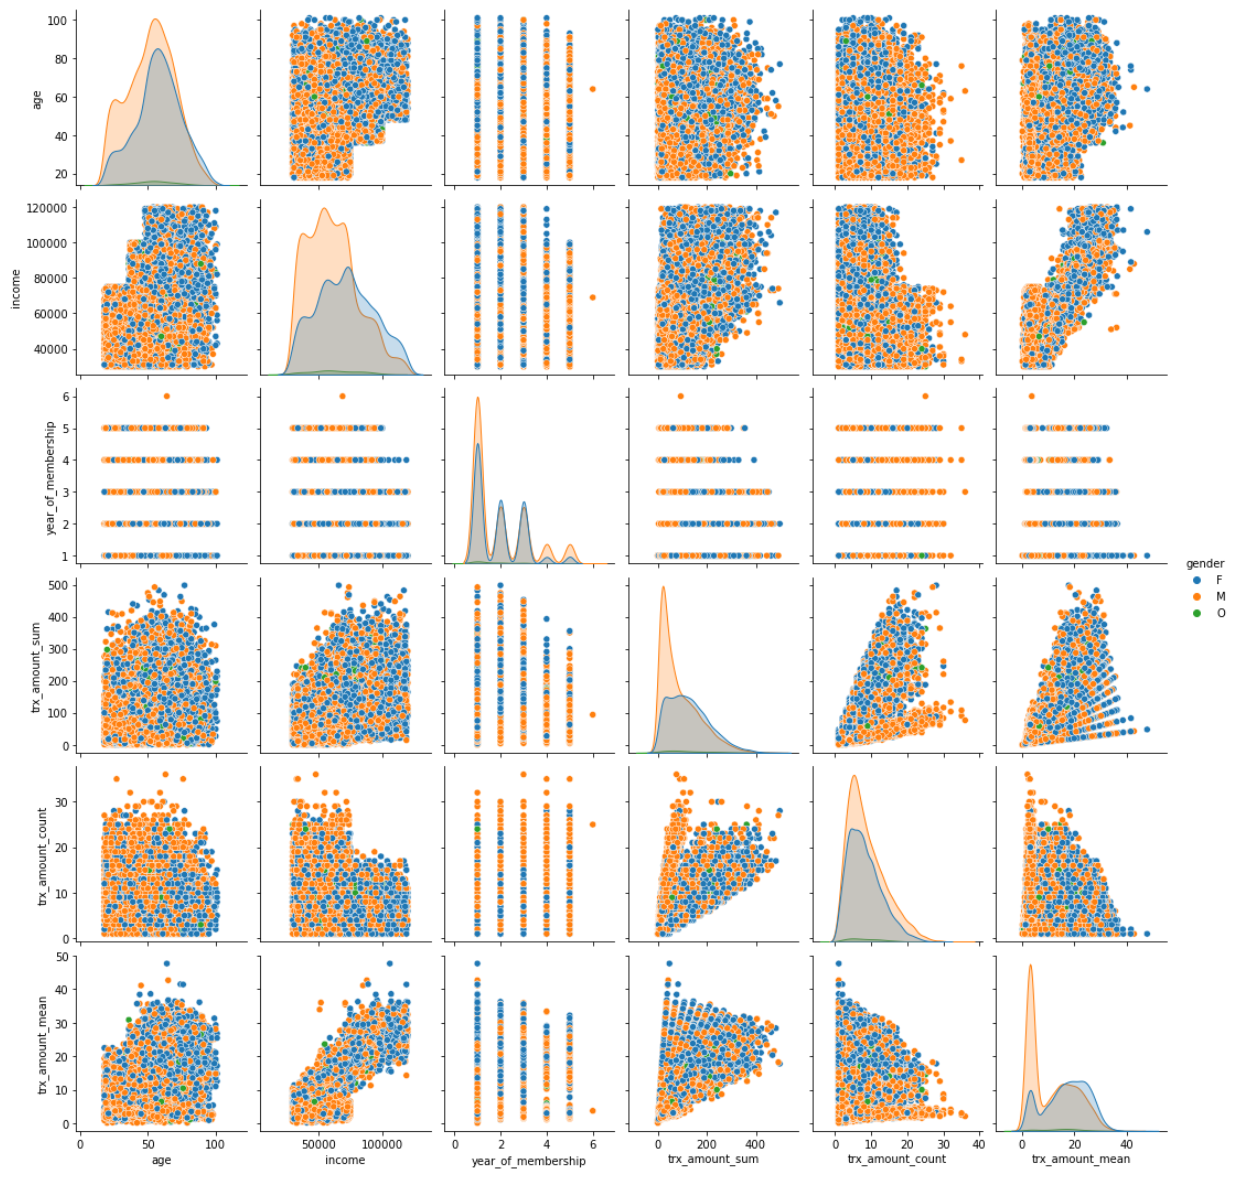 100
80
60
40
20
age
120000
100000
80000
60000
40000
income
6
5
4
3
2
1
year_of_membership
gender
F
M
O
500
400
300
200
100
0
trx_amount_sum
30
20
10
0
trx_amount_count
50
40
30
20
10
0
trx_amount_mean
0 50 100
age
50000 100000
income
0 2 4 6
year_of_membership
0 200 400
trx_amount_sum
0 10 20 30 40
trx_amount_count
0 20 40
trx_amount_mean